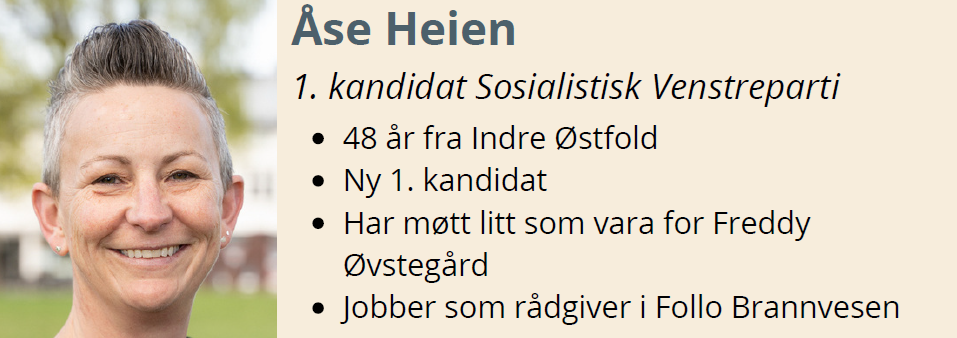 Åse Heien
1. kandidat Sosialistisk Venstreparti
• 48 år fra Indre Østfold
• Ny 1. kandidat
• Har møtt litt som vara for Freddy
Øvstegård
• Jobber som rådgiver i Follo Brannvesen